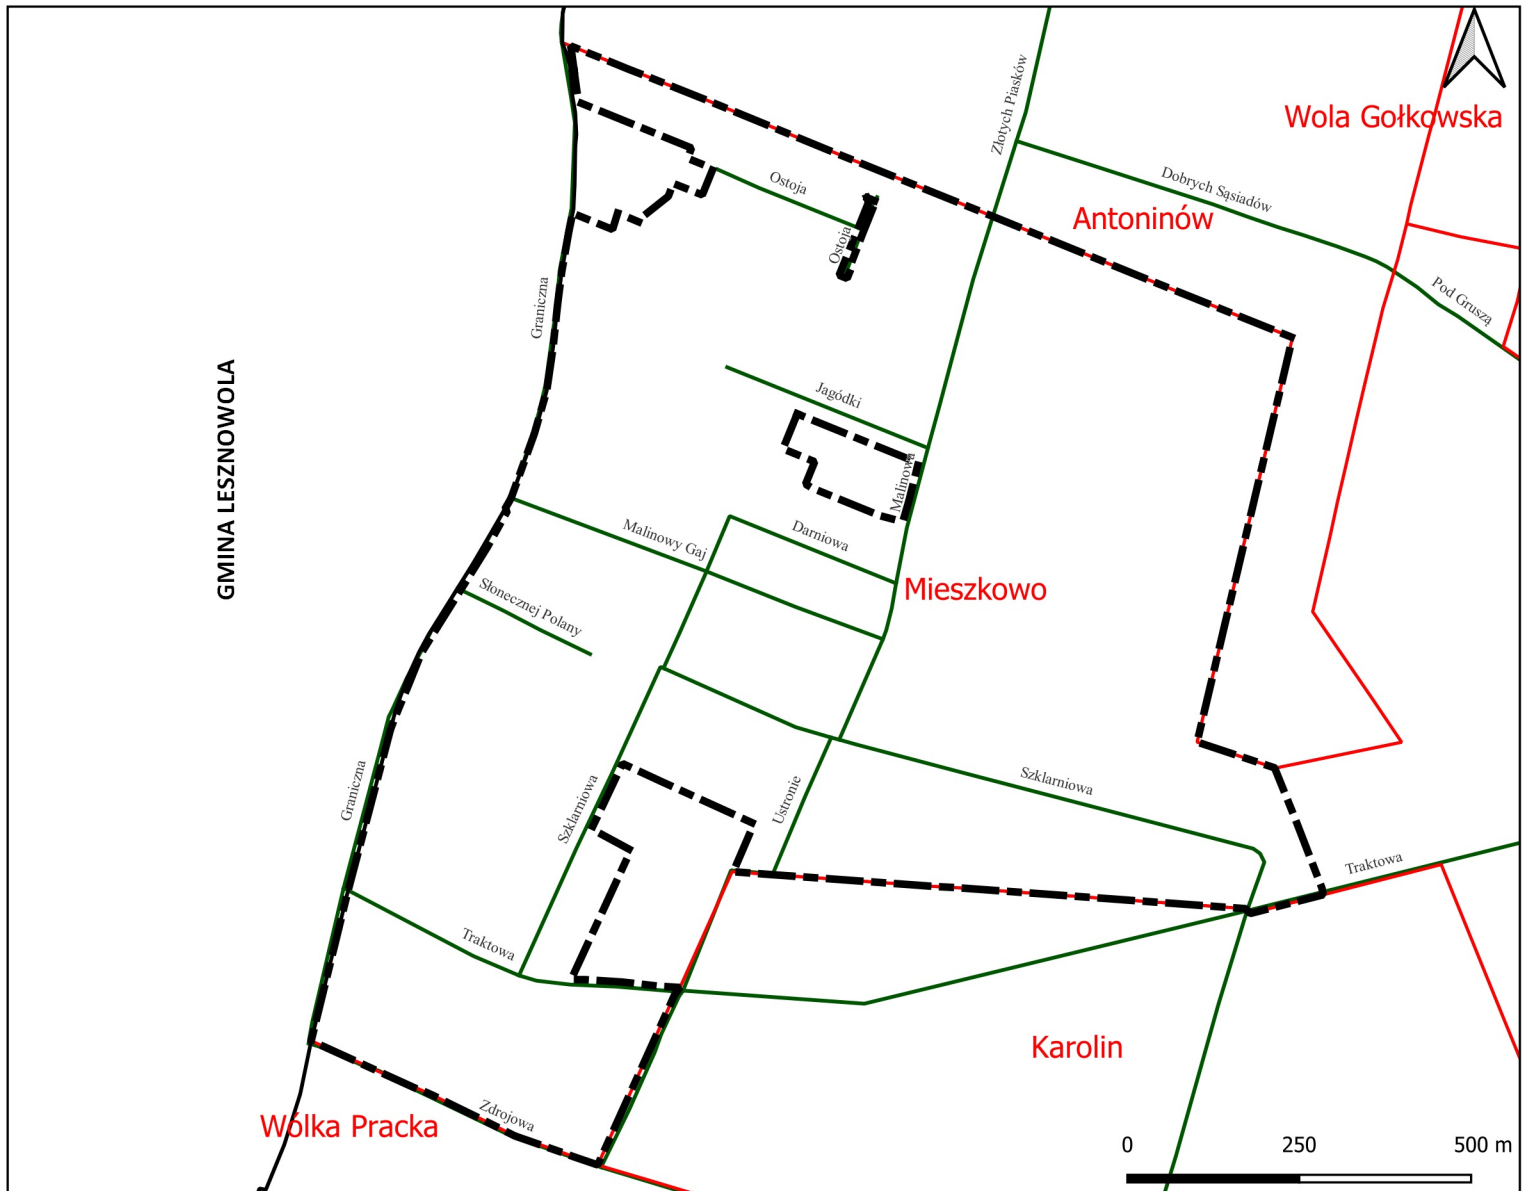 Złotych Piasków
Wola Gołkowska
Dobrych Sąsiadów
Ostoja
Antoninów
Ostoja
Pod Gruszą
Graniczna
GMINA LESZNOWOLA
Jagódki
Malinowa
Malinowy Gaj
Darniowa
Mieszkowo
Słonecznej Polany
Graniczna
Szklarniowa
Ustronie
Szklarniowa
Traktowa
Traktowa
Karolin
Wólka Pracka
Zdrojowa
0 250 500 m